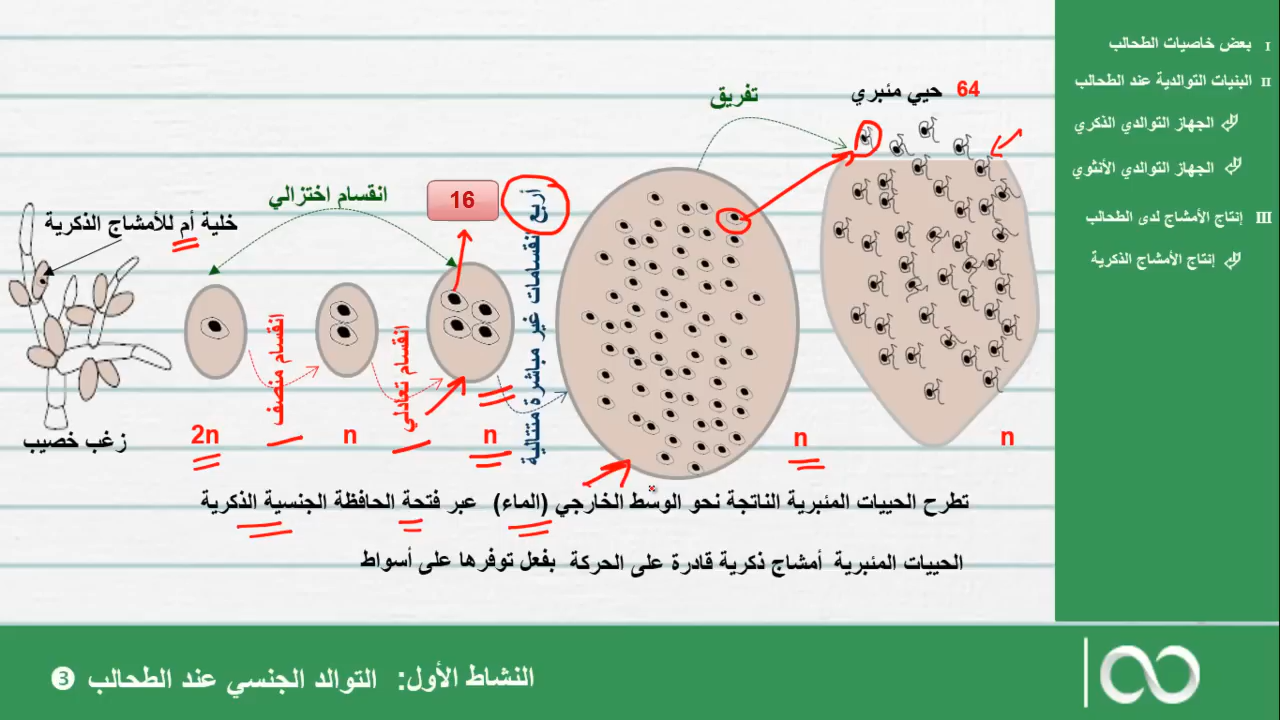 I بعض خاصيات الطحالب
II البنيات التوالدية عند الطحالب
الجهاز التوالدي الذكري
الجهاز التوالدي الأنثوي
III إنتاج الأمشاج لدى الطحالب
إنتاج الأمشاج الذكرية
64 حيي مئبري
تفريق
انقسام اختزالي
16
أربع انقسامات غير مباشرة متتالية
خلية أم للأمشاج الذكرية
انقسام منصف
انقسام تعادلي
زغب خصيب
2n
n
n
n
n
تطرح الحييات المئبرية الناتجة نحو الوسط الخارجي (الماء) عبر فتحة الحافظة الجنسية الذكرية
الحييات المئبرية أمشاج ذكرية قادرة على الحركة بفعل توفرها على أسواط
النشاط الأول: التوالد الجنسي عند الطحالب ❸